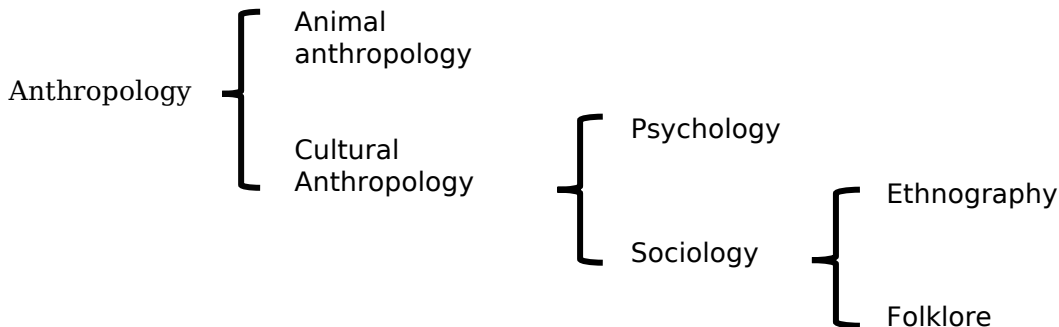 Animal
anthropology
Anthropology
Cultural
Anthropology
Psychology
Sociology
Ethnography
Folklore